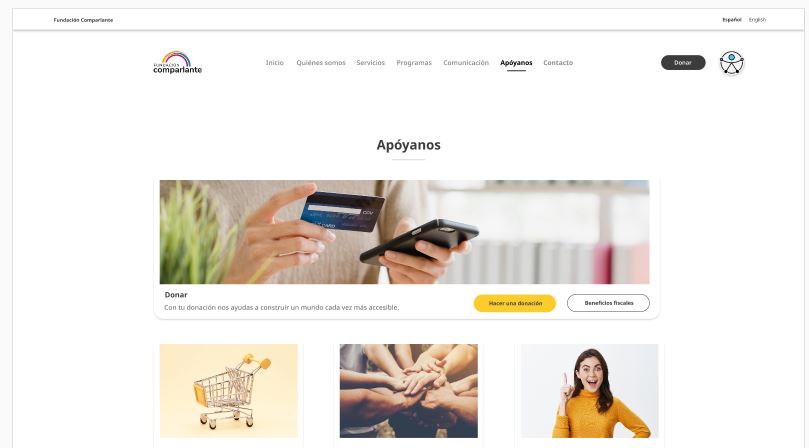 Fundación Comparlante
Español English
FUNDACIÓN
comparlante
Inicio Quiénes somos Servicios Programas Comunicación Apóyanos Contacto
Donar
Apóyanos
Donar
Con tu donación nos ayudas a construir un mundo cada vez más accesible.
Hacer una donación
Beneficios fiscales